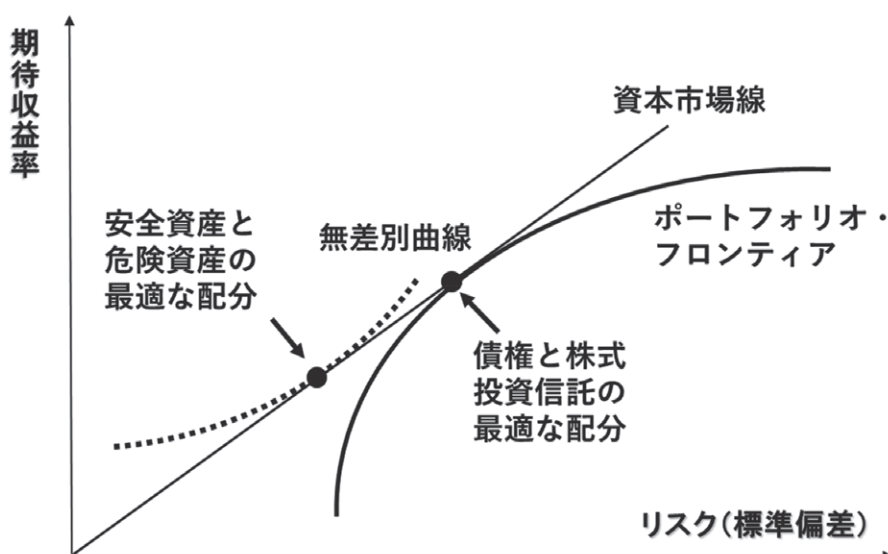 期待収益率
資本市場線
安全資産と
危険資産の
最適な配分
無差別曲線
ポートフォリオ・
フロンティア
債権と株式
投資信託の
最適な配分
リスク(標準偏差)